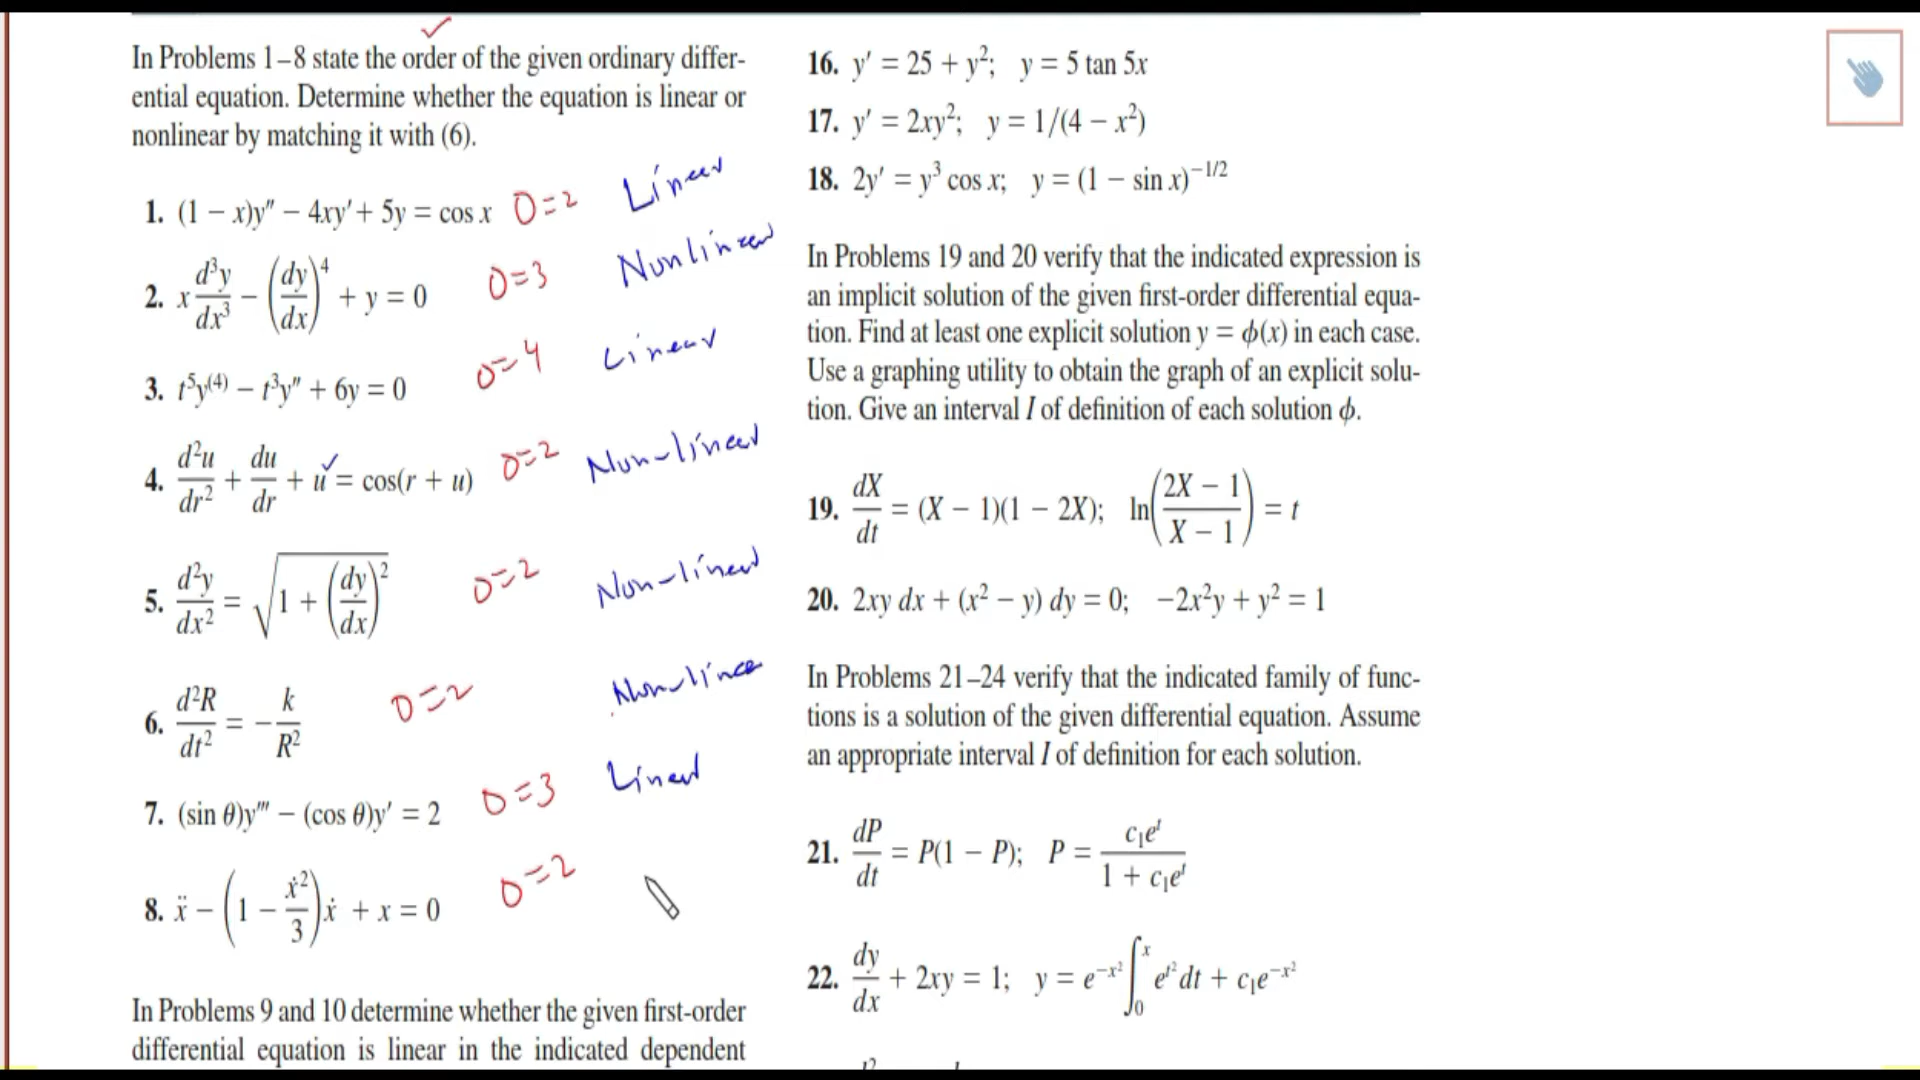 In Problems 1–8 state the order of the given ordinary differ-
ential equation. Determine whether the equation is linear or
nonlinear by matching it with (6).
1. (1 − x)y″ − 4xy′ + 5y = cos x O=2 Linear
2. x d³y/dx³ − (dy/dx)⁴ + y = 0 O=3 Nonlinear
3. t⁵y⁽⁴⁾ − t³y″ + 6y = 0 O=4 Linear
4. d²u/dr² + du/dr + u = cos(r + u) O=2 Non-linear
5. d²y/dx² = √(1 + (dy/dx)²) O=2 Non-linear
6. d²R/dt² = −k/R² O=2 Non-linea
7. (sin θ)y‴ − (cos θ)y′ = 2 O=3 Linear
8. ẍ − (1 − ẋ²/3)ẋ + x = 0 O=2
In Problems 9 and 10 determine whether the given first-order
differential equation is linear in the indicated dependent
16. y′ = 25 + y²; y = 5 tan 5x
17. y′ = 2xy²; y = 1/(4 − x²)
18. 2y′ = y³ cos x; y = (1 − sin x)⁻¹/²
In Problems 19 and 20 verify that the indicated expression is
an implicit solution of the given first-order differential equa-
tion. Find at least one explicit solution y = ϕ(x) in each case.
Use a graphing utility to obtain the graph of an explicit solu-
tion. Give an interval I of definition of each solution ϕ.
19. dX/dt = (X − 1)(1 − 2X); ln((2X − 1)/(X − 1)) = t
20. 2xy dx + (x² − y) dy = 0; −2x²y + y² = 1
In Problems 21–24 verify that the indicated family of func-
tions is a solution of the given differential equation. Assume
an appropriate interval I of definition for each solution.
21. dP/dt = P(1 − P); P = c₁eᵗ/(1 + c₁eᵗ)
22. dy/dx + 2xy = 1; y = e^(−x²) ∫₀ˣ e^(t²) dt + c₁e^(−x²)